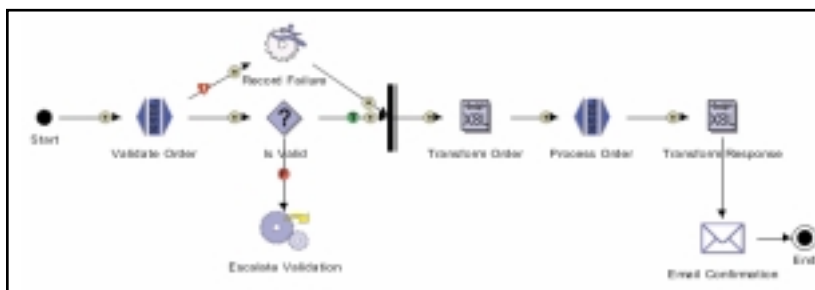 Record Failure
Start
Validate Order
Is Valid
Transform Order
Process Order
Transform Response
Escalate Validation
Email Confirmation
End